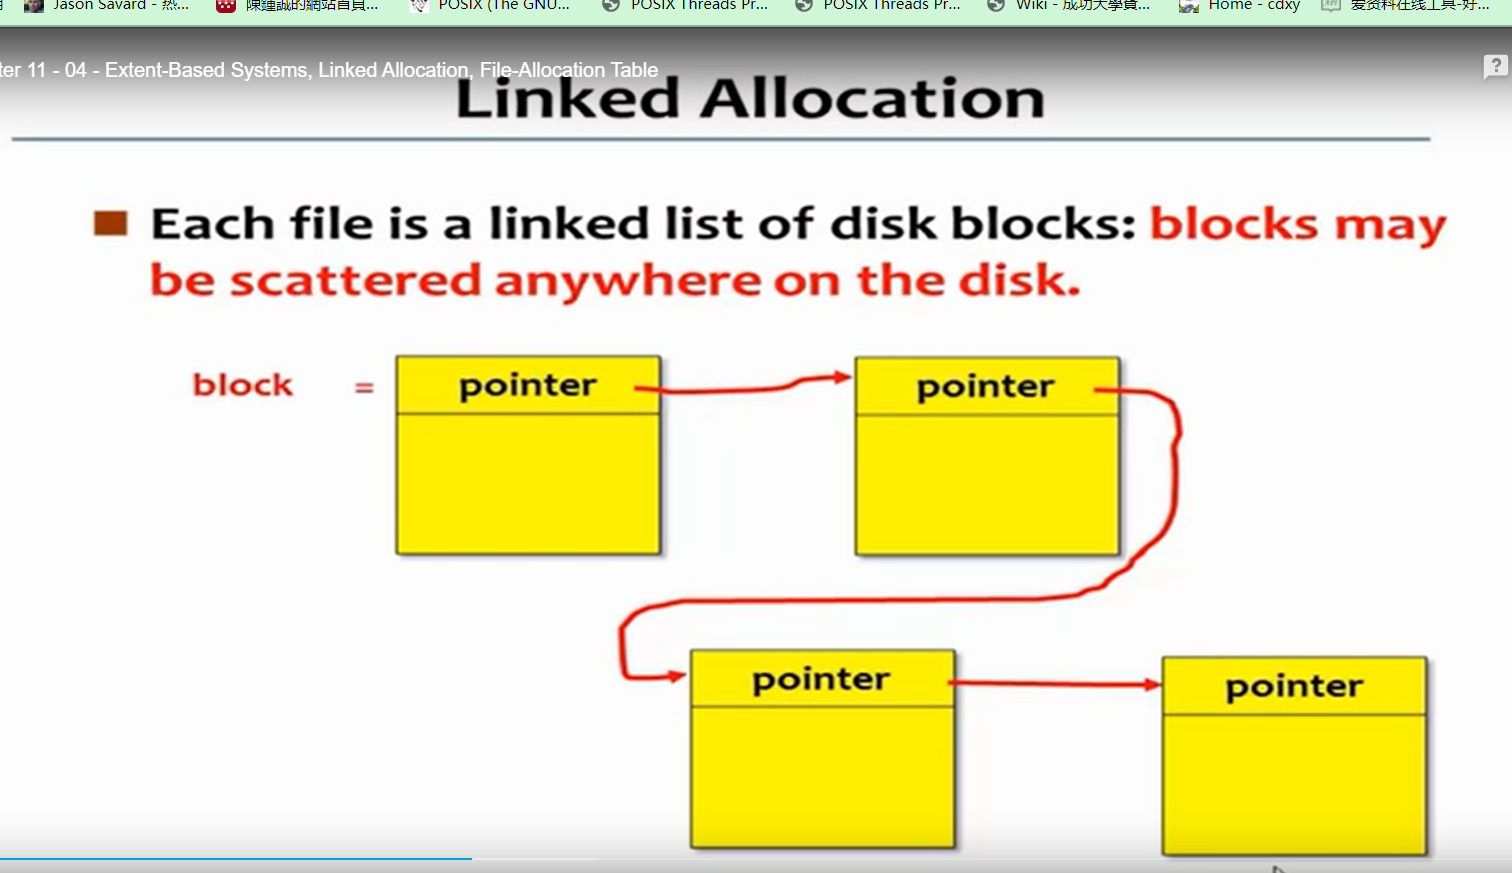 Jason Savard - 热...
陳鍾誠的網站首頁...
POSIX (The GNU...
POSIX Threads Pr...
POSIX Threads Pr...
Wiki - 成功大學資...
Home - cdxy
爱资料在线工具-好...
ter 11 - 04 - Extent-Based Systems, Linked Allocation, File-Allocation Table
?
Linked Allocation
Each file is a linked list of disk blocks: blocks may
be scattered anywhere on the disk.
block = pointer pointer
pointer pointer